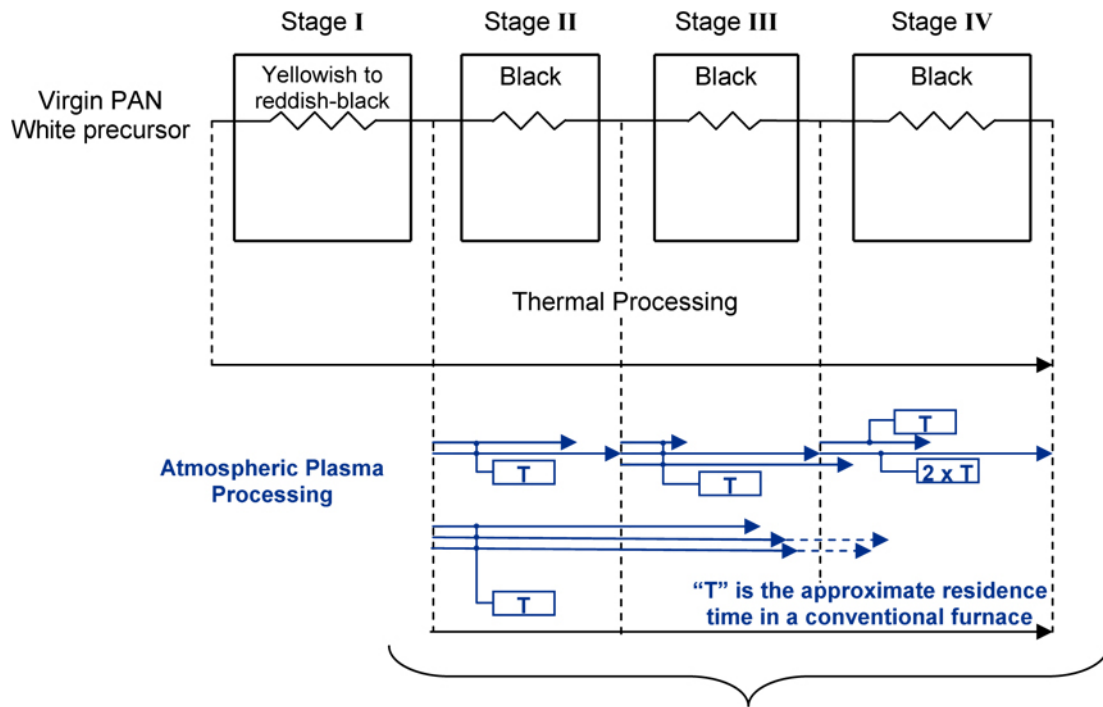 Stage I
Stage II
Stage III
Stage IV
Virgin PAN
White precursor
Yellowish to
reddish-black
Black
Black
Black
Thermal Processing
Atmospheric Plasma
Processing
T
T
T
2 x T
T
“T” is the approximate residence
time in a conventional furnace